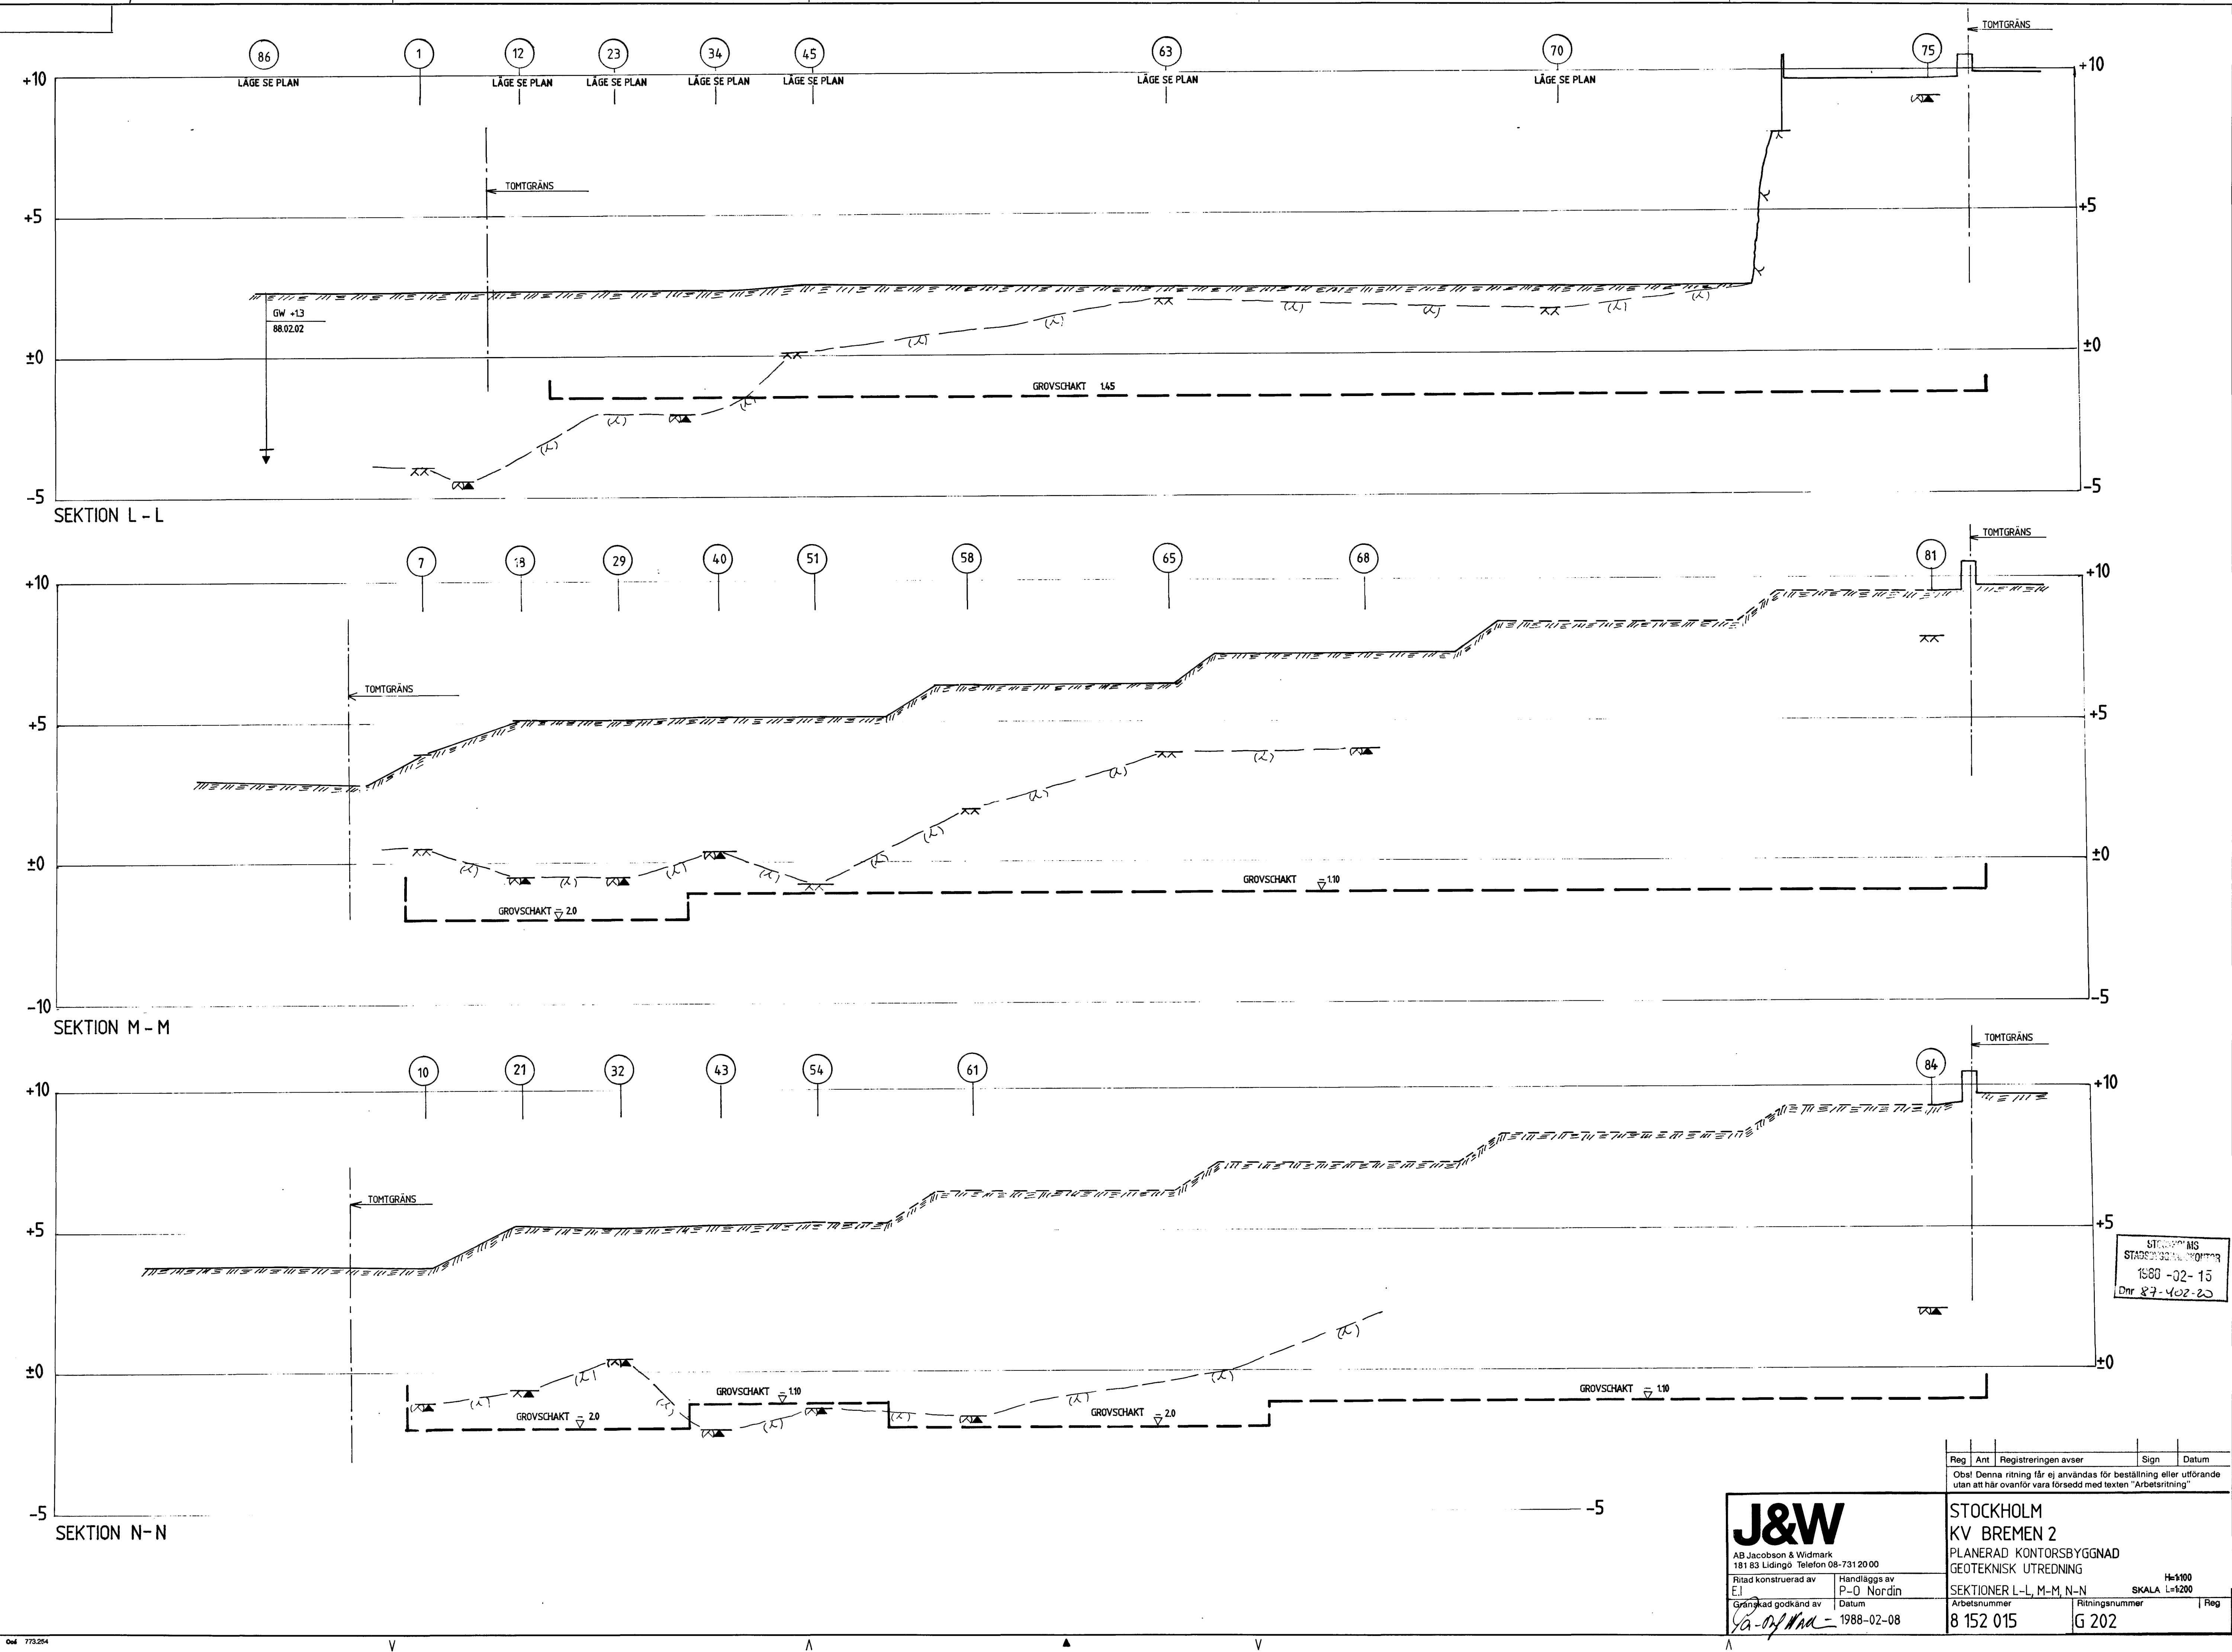 TOMTGRÄNS
86 1 12 23 34 45 63 70 75
LÄGE SE PLAN LÄGE SE PLAN LÄGE SE PLAN LÄGE SE PLAN LÄGE SE PLAN LÄGE SE PLAN LÄGE SE PLAN
+10 +10
TOMTGRÄNS
+5 +5
GW +1.3
88.02.02
±0 ±0
GROVSCHAKT 1.45
-5 -5
SEKTION L-L
TOMTGRÄNS
7 18 29 40 51 58 65 68 81
+10 +10
TOMTGRÄNS
+5 +5
±0 ±0
GROVSCHAKT -1.10
GROVSCHAKT -2.0
-10 -5
SEKTION M-M
TOMTGRÄNS
10 21 32 43 54 61 84
+10 +10
TOMTGRÄNS
+5 +5
MS
1988-02-15
Dnr 87-402-20
±0 ±0
GROVSCHAKT -1.10 GROVSCHAKT -1.10
GROVSCHAKT -2.0 GROVSCHAKT -2.0
-5 -5
SEKTION N-N
Reg Ant Registreringen avser Sign Datum
Obs! Denna ritning får ej användas för beställning eller utförande
utan att här ovanför vara försedd med texten "Arbetsritning"
J&W
AB Jacobson & Widmark
181 83 Lidingö Telefon 08-731 20 00
Ritad konstruerad av Handläggs av
E.I P-O Nordin
Granskad godkänd av Datum
1988-02-08
STOCKHOLM
KV BREMEN 2
PLANERAD KONTORSBYGGNAD
GEOTEKNISK UTREDNING
SEKTIONER L-L, M-M, N-N SKALA H=1:100 L=1:200
Arbetsnummer Ritningsnummer Reg
8 152 015 G 202
773.254